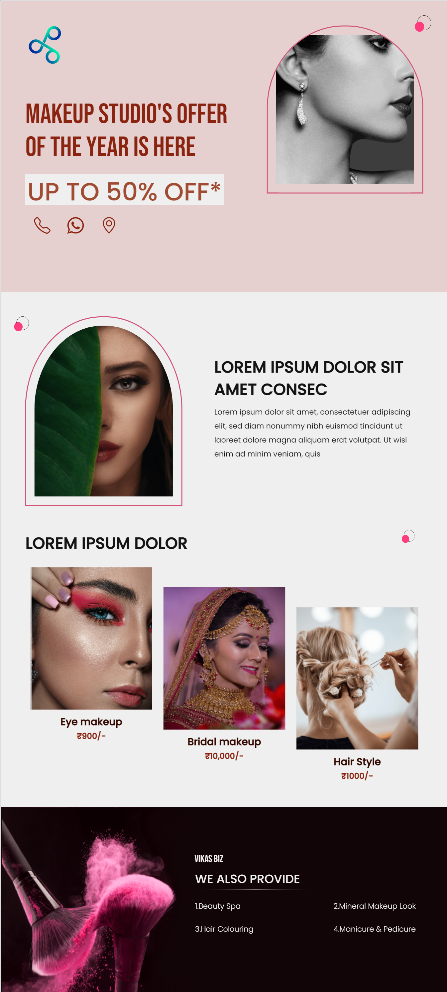 MAKEUP STUDIO'S OFFER
OF THE YEAR IS HERE
UP TO 50% OFF*
LOREM IPSUM DOLOR SIT
AMET CONSEC
Lorem ipsum dolor sit amet, consectetuer adipiscing
elit, sed diam nonummy nibh euismod tincidunt ut
laoreet dolore magna aliquam erat volutpat. Ut wisi
enim ad minim veniam, quis
LOREM IPSUM DOLOR
Eye makeup
₹900/-
Bridal makeup
₹10,000/-
Hair Style
₹1000/-
VIKAS BIZ
WE ALSO PROVIDE
1.Beauty Spa
2.Mineral Makeup Look
3.Hair Colouring
4.Manicure & Pedicure